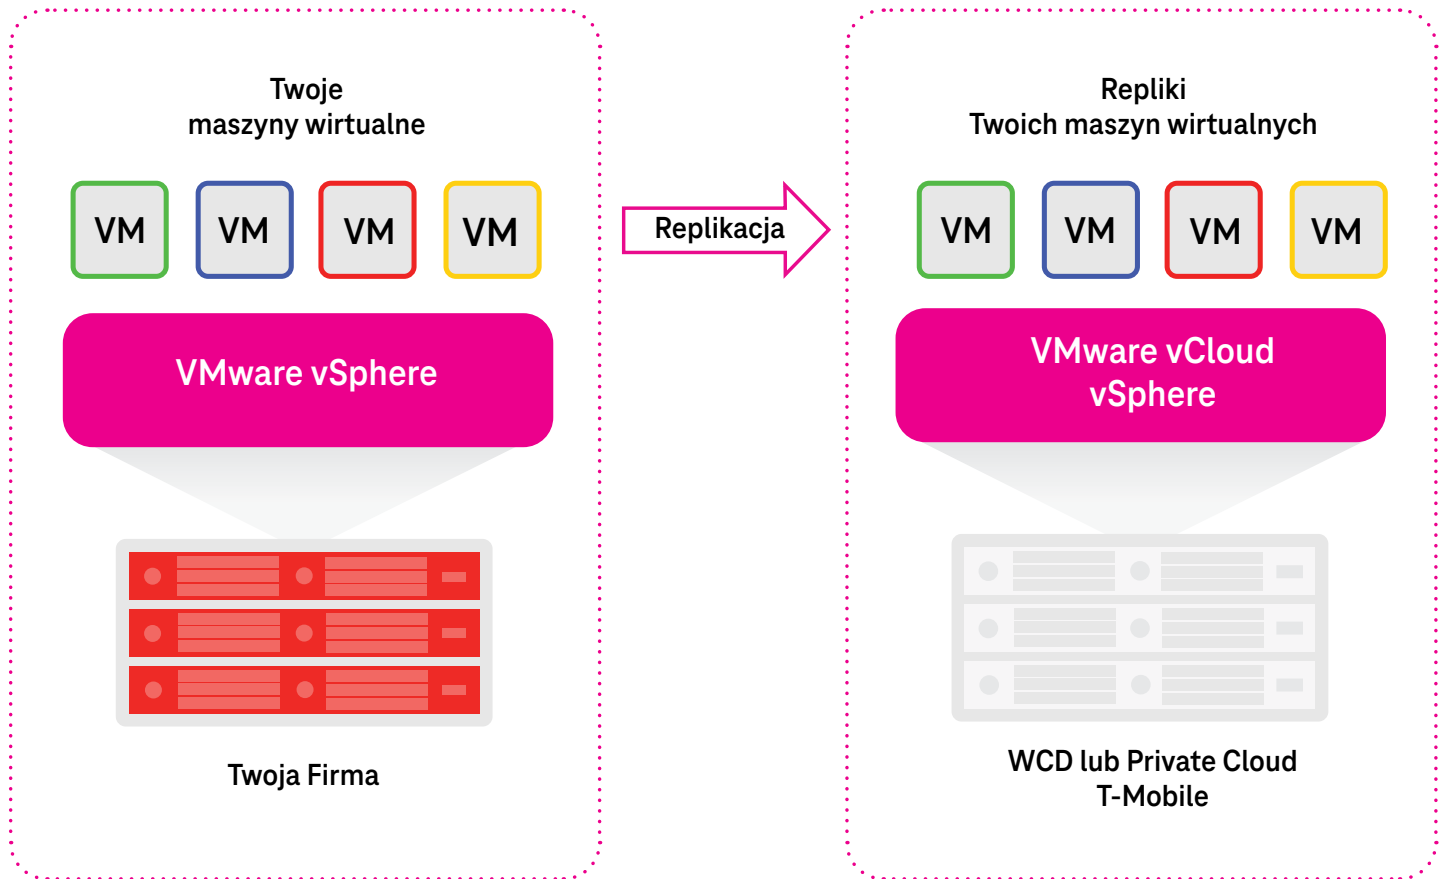 Twoje
maszyny wirtualne
VM VM VM VM
VMware vSphere
Twoja Firma
Replikacja
Repliki
Twoich maszyn wirtualnych
VM VM VM VM
VMware vCloud
vSphere
WCD lub Private Cloud
T-Mobile